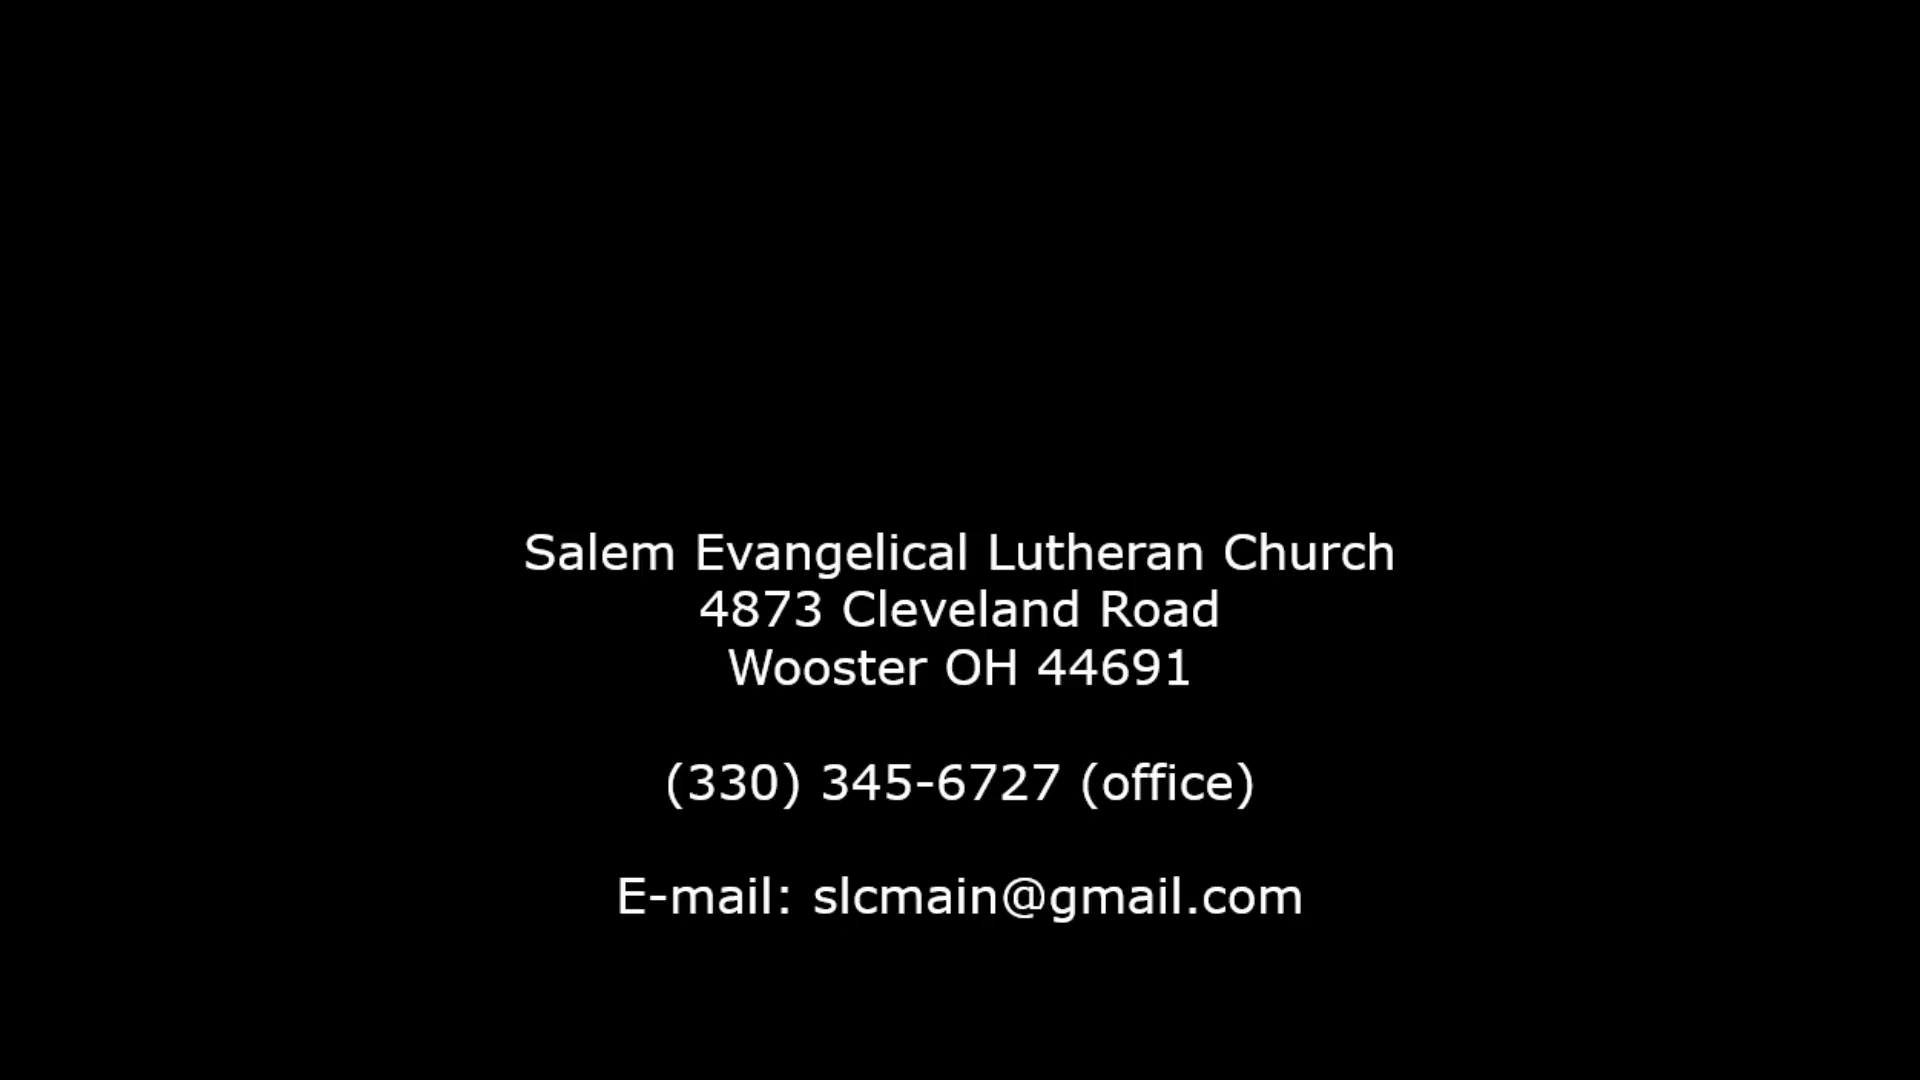 Salem Evangelical Lutheran Church
4873 Cleveland Road
Wooster OH 44691
(330) 345-6727 (office)
E-mail: slcmain@gmail.com